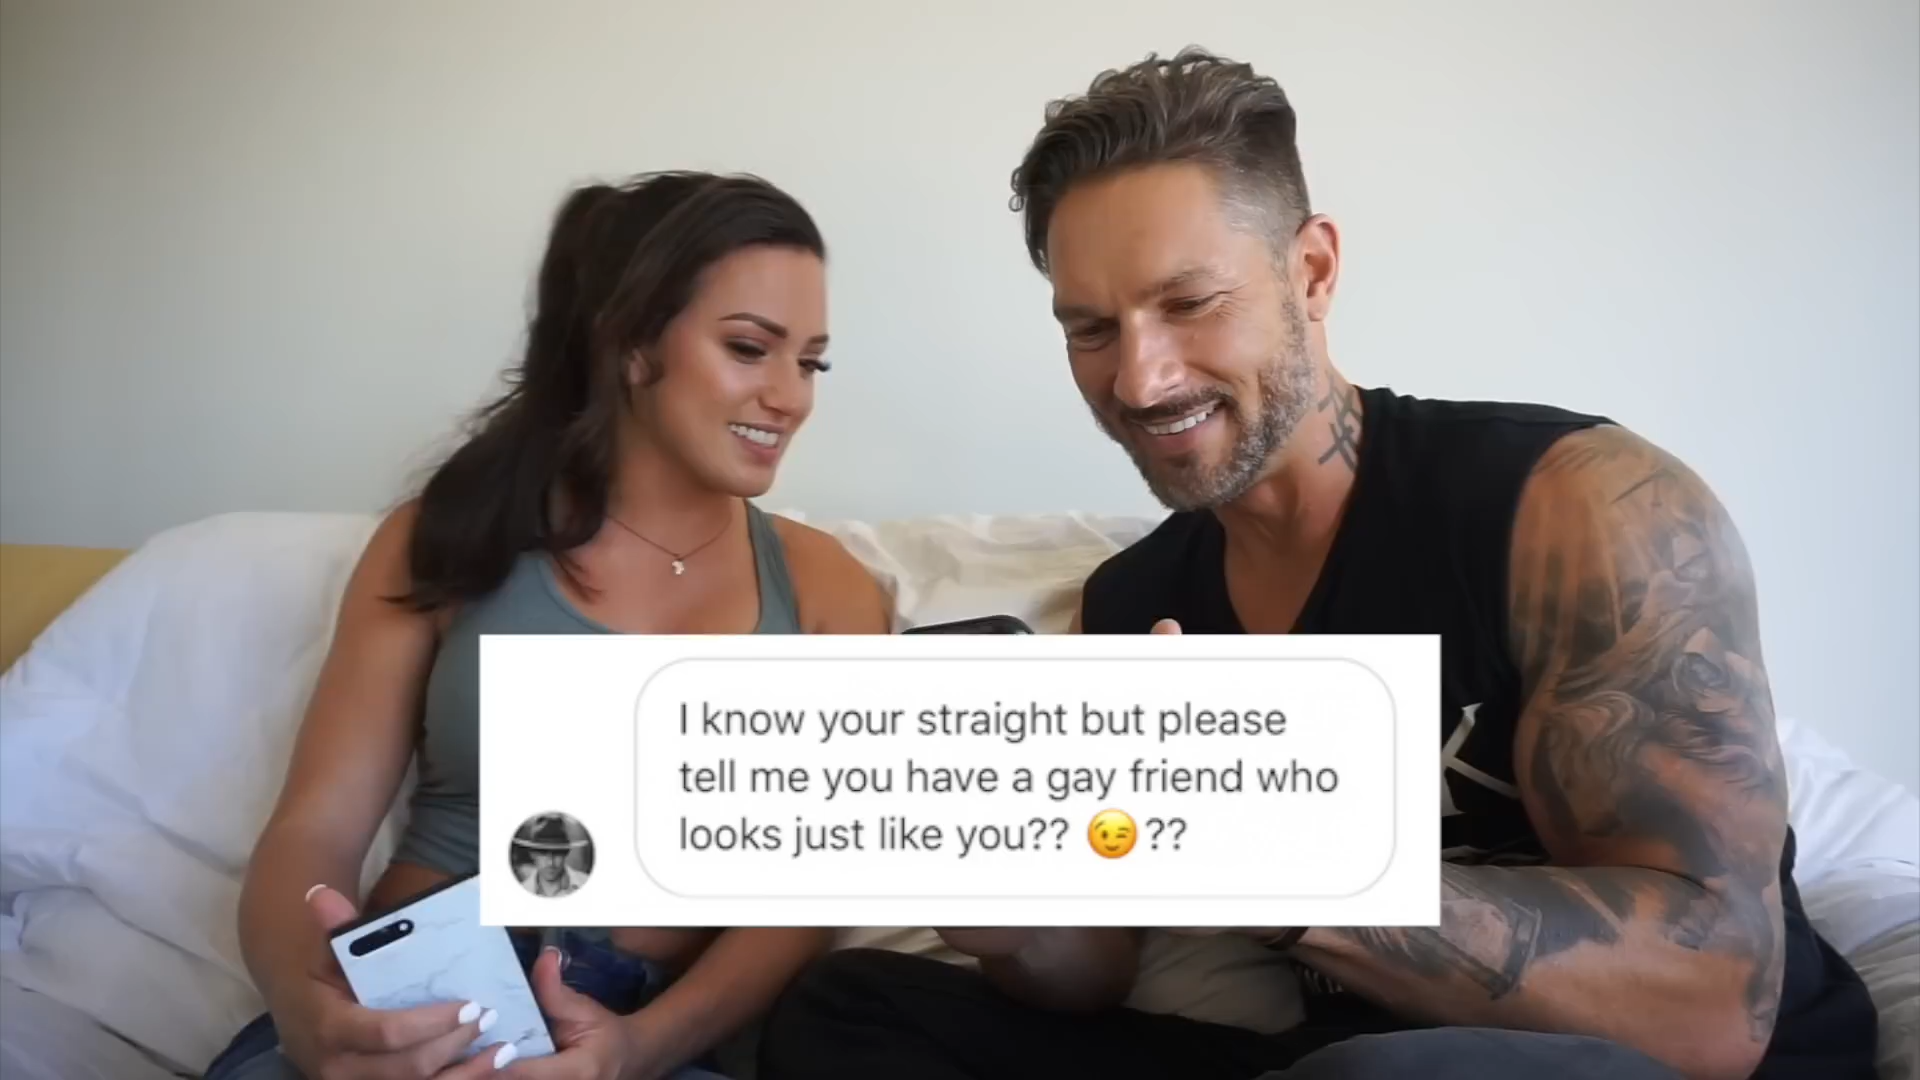 I know your straight but please
tell me you have a gay friend who
looks just like you?? 😉??